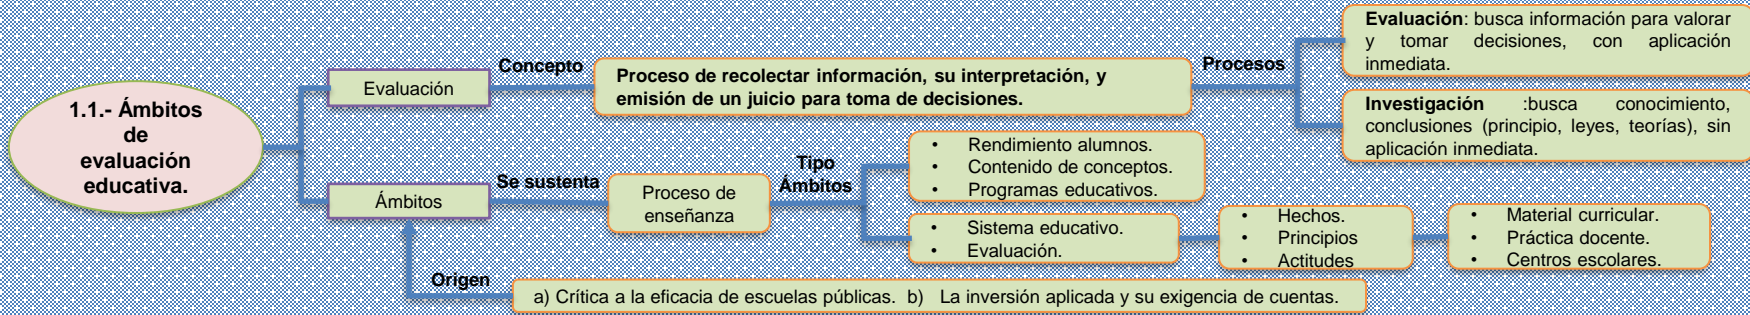 1.1.- Ámbitos
de
evaluación
educativa.
Evaluación
Concepto
Proceso de recolectar información, su interpretación, y
emisión de un juicio para toma de decisiones.
Procesos
Evaluación: busca información para valorar
y tomar decisiones, con aplicación
inmediata.
Investigación :busca conocimiento,
conclusiones (principio, leyes, teorías), sin
aplicación inmediata.
Ámbitos
Se sustenta
Proceso de
enseñanza
Tipo
Ámbitos
• Rendimiento alumnos.
• Contenido de conceptos.
• Programas educativos.
• Sistema educativo.
• Evaluación.
• Hechos.
• Principios
• Actitudes
• Material curricular.
• Práctica docente.
• Centros escolares.
Origen
a) Crítica a la eficacia de escuelas públicas. b) La inversión aplicada y su exigencia de cuentas.